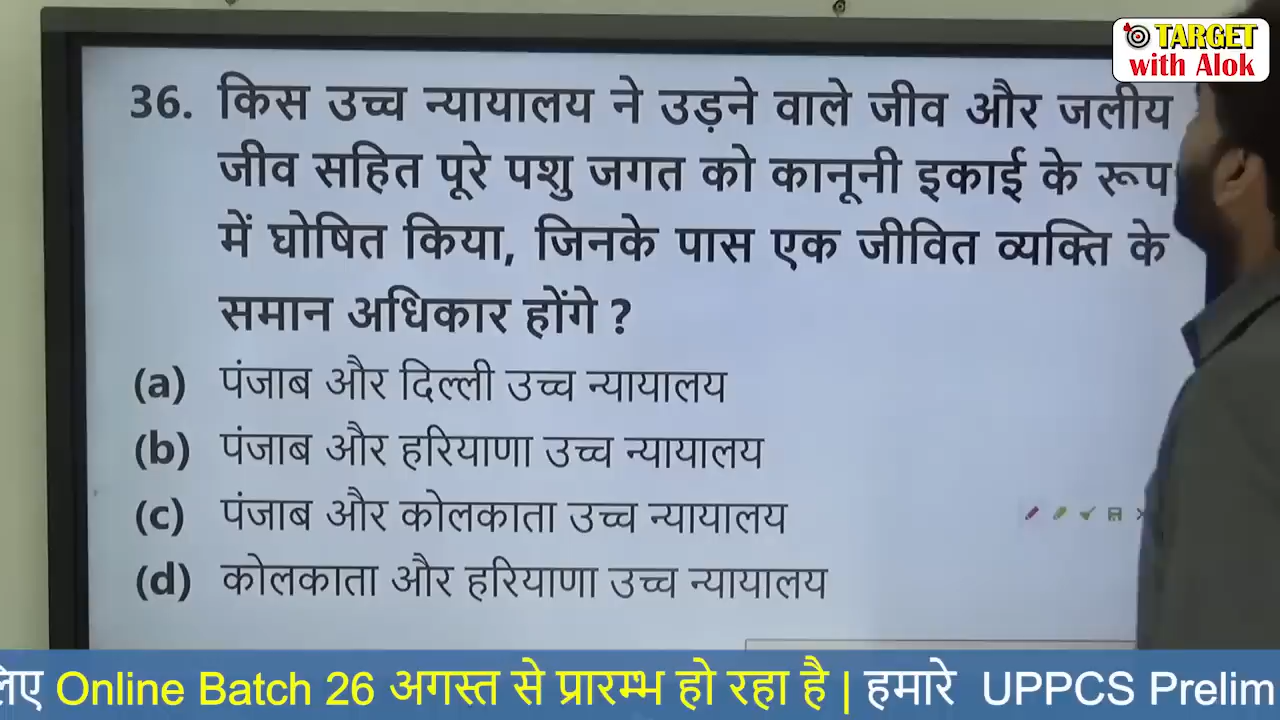 TARGET
with Alok
36. किस उच्च न्यायालय ने उड़ने वाले जीव और जलीय
जीव सहित पूरे पशु जगत को कानूनी इकाई के रूप
में घोषित किया, जिनके पास एक जीवित व्यक्ति के
समान अधिकार होंगे ?
(a) पंजाब और दिल्ली उच्च न्यायालय
(b) पंजाब और हरियाणा उच्च न्यायालय
(c) पंजाब और कोलकाता उच्च न्यायालय
(d) कोलकाता और हरियाणा उच्च न्यायालय
लिए Online Batch 26 अगस्त से प्रारम्भ हो रहा है | हमारे UPPCS Prelim